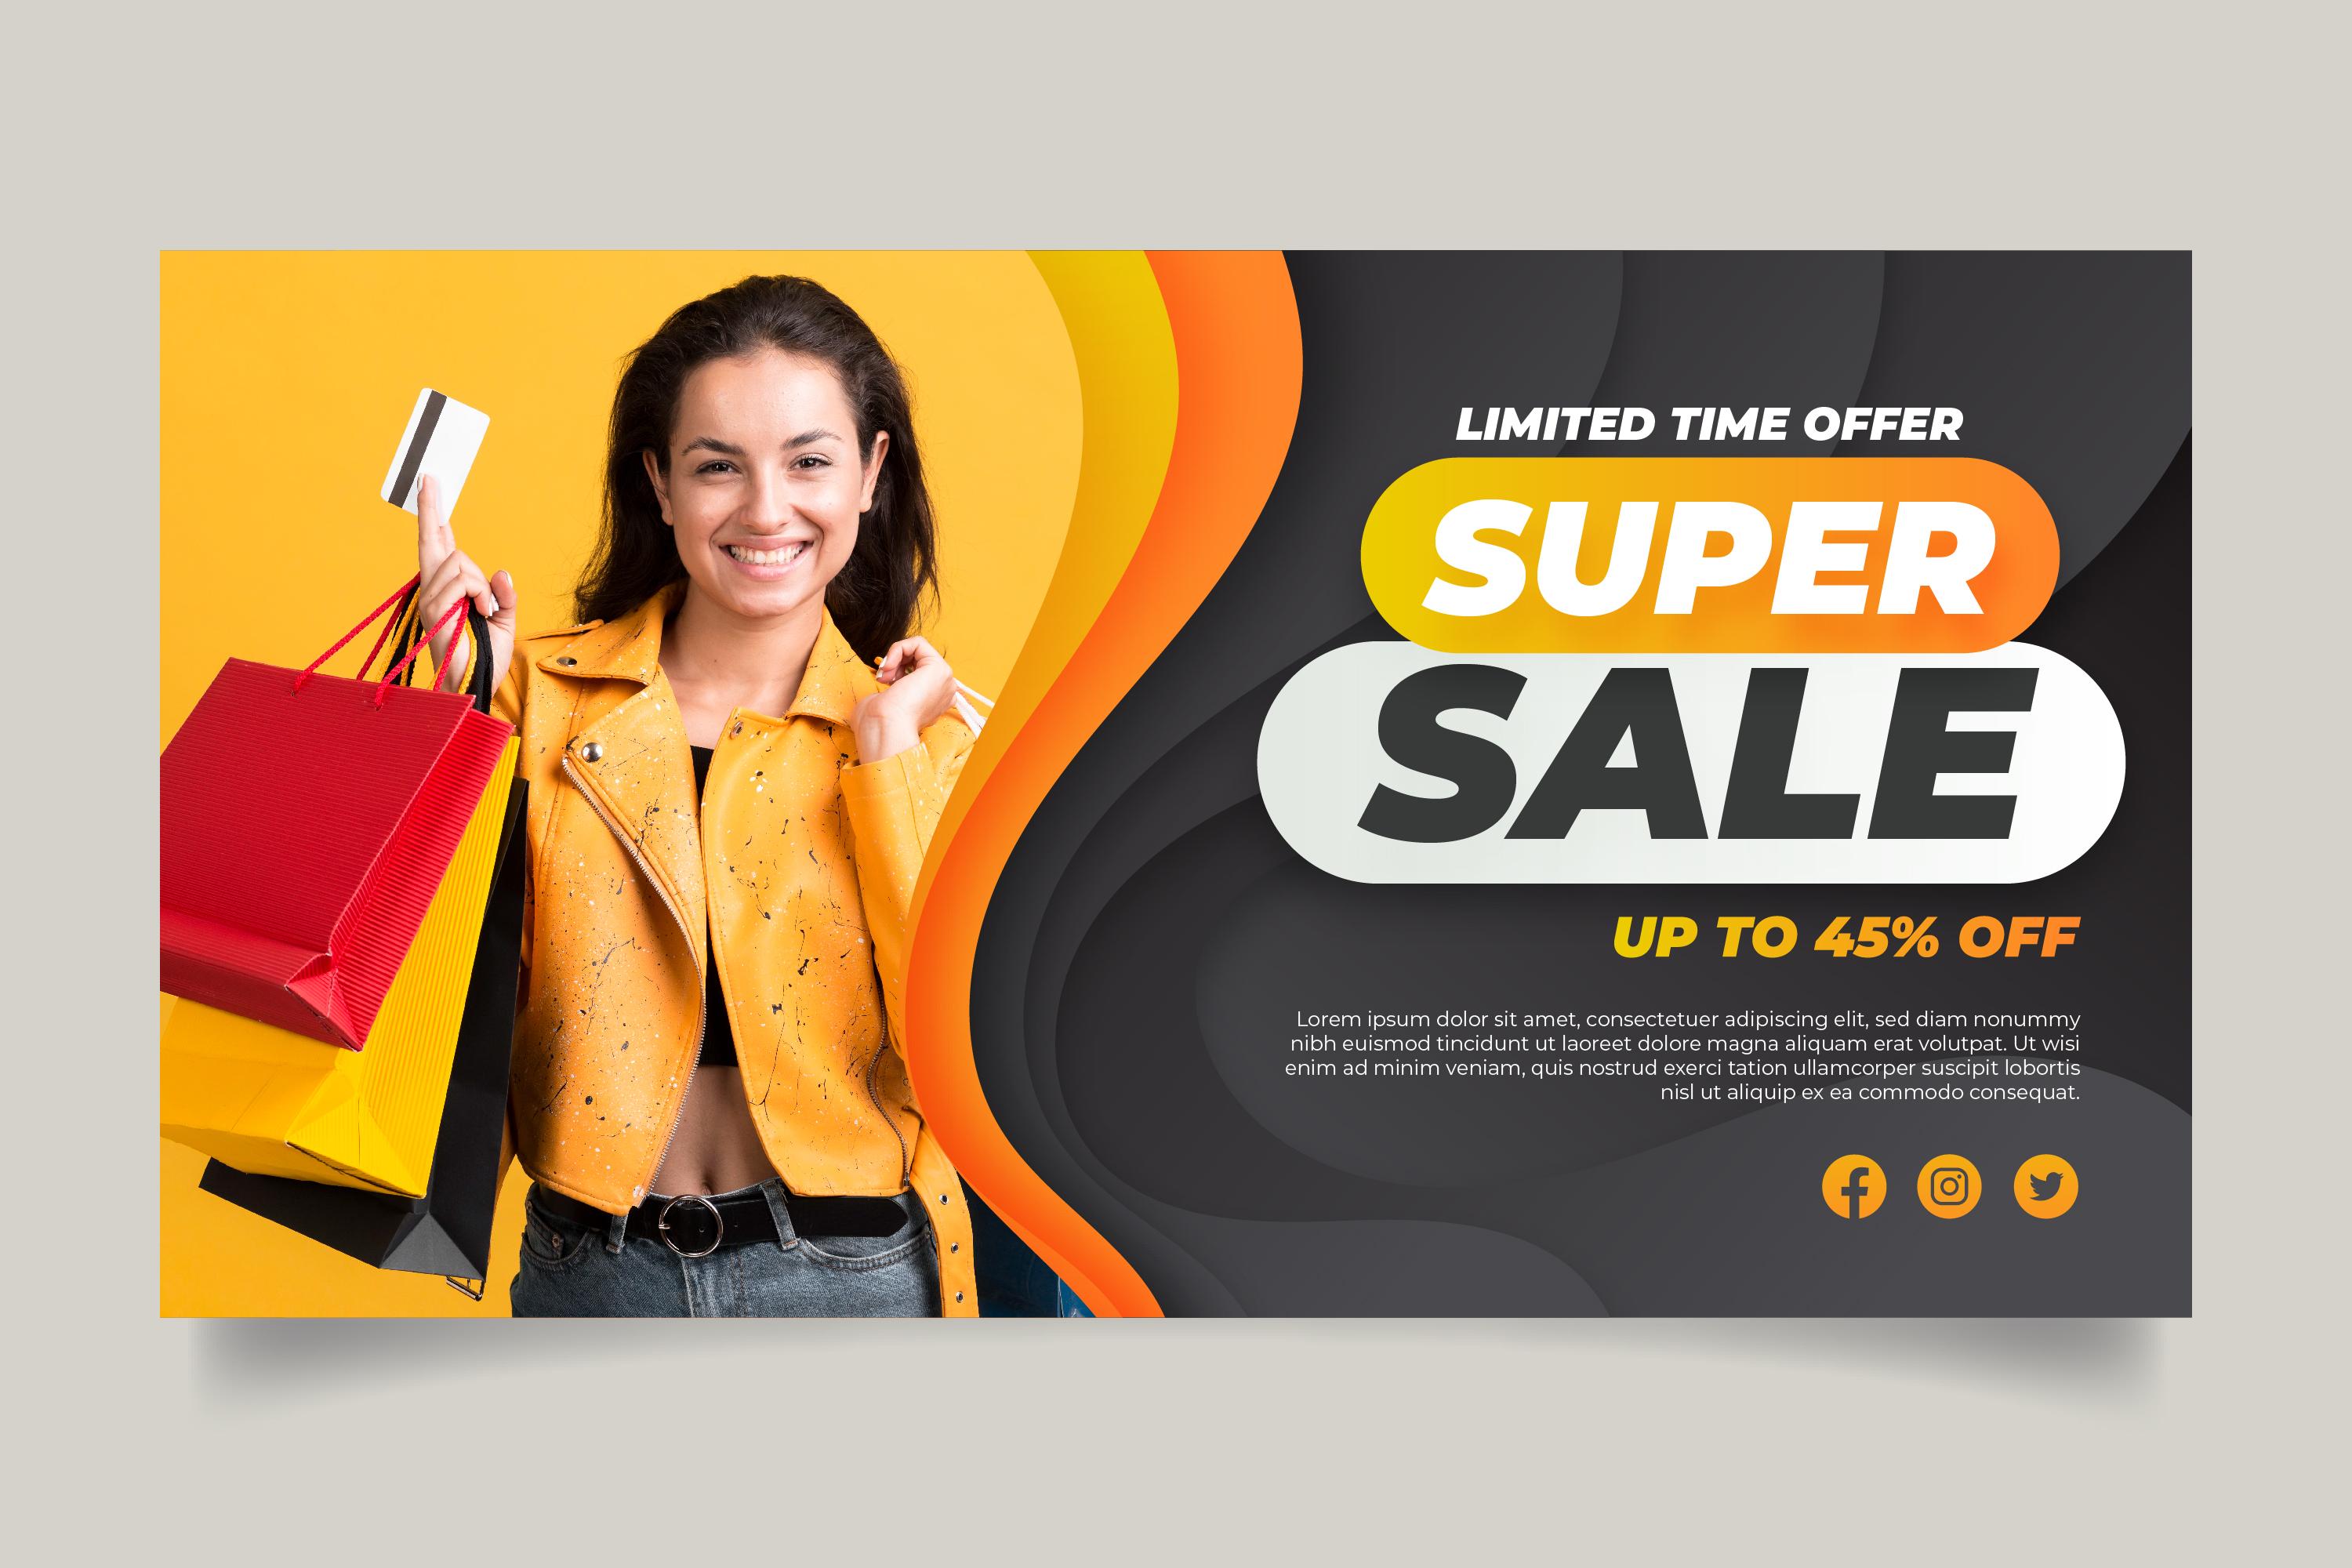 LIMITED TIME OFFER
SUPER
SALE
UP TO 45% OFF
Lorem ipsum dolor sit amet, consectetuer adipiscing elit, sed diam nonummy
nibh euismod tincidunt ut laoreet dolore magna aliquam erat volutpat. Ut wisi
enim ad minim veniam, quis nostrud exerci tation ullamcorper suscipit lobortis
nisl ut aliquip ex ea commodo consequat.